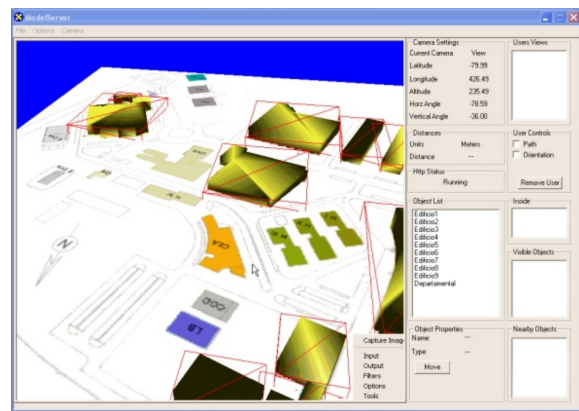 ModelServer
File Options Camera
Camera Settings
Current Camera View
Latitude -79.99
Longitude 426.49
Altitude 235.49
Horz Angle -78.59
Vertical Angle -36.00
Users Views
Distances
Units Meters
Distance ---
User Controls
Path
Orientation
Remove User
Http Status
Running
Object List
Edificio1
Edificio2
Edificio3
Edificio4
Edificio5
Edificio6
Edificio7
Edificio8
Edificio9
Departamental
Inside
Visible Objects
Object Properties
Name: ---
Type: ---
Move
Nearby Objects
N
CEA
CGC
LB
Capture Imag
Input
Output
Filters
Options
Tools